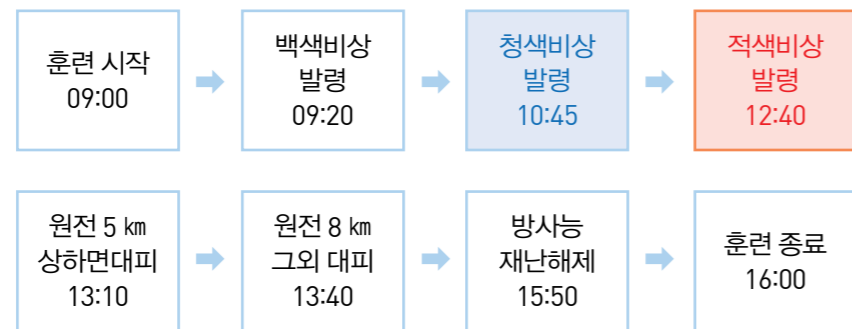 훈련 시작
09:00
백색비상
발령
09:20
청색비상
발령
10:45
적색비상
발령
12:40
원전 5 ㎞
상하면대피
13:10
원전 8 ㎞
그외 대피
13:40
방사능
재난해제
15:50
훈련 종료
16:00